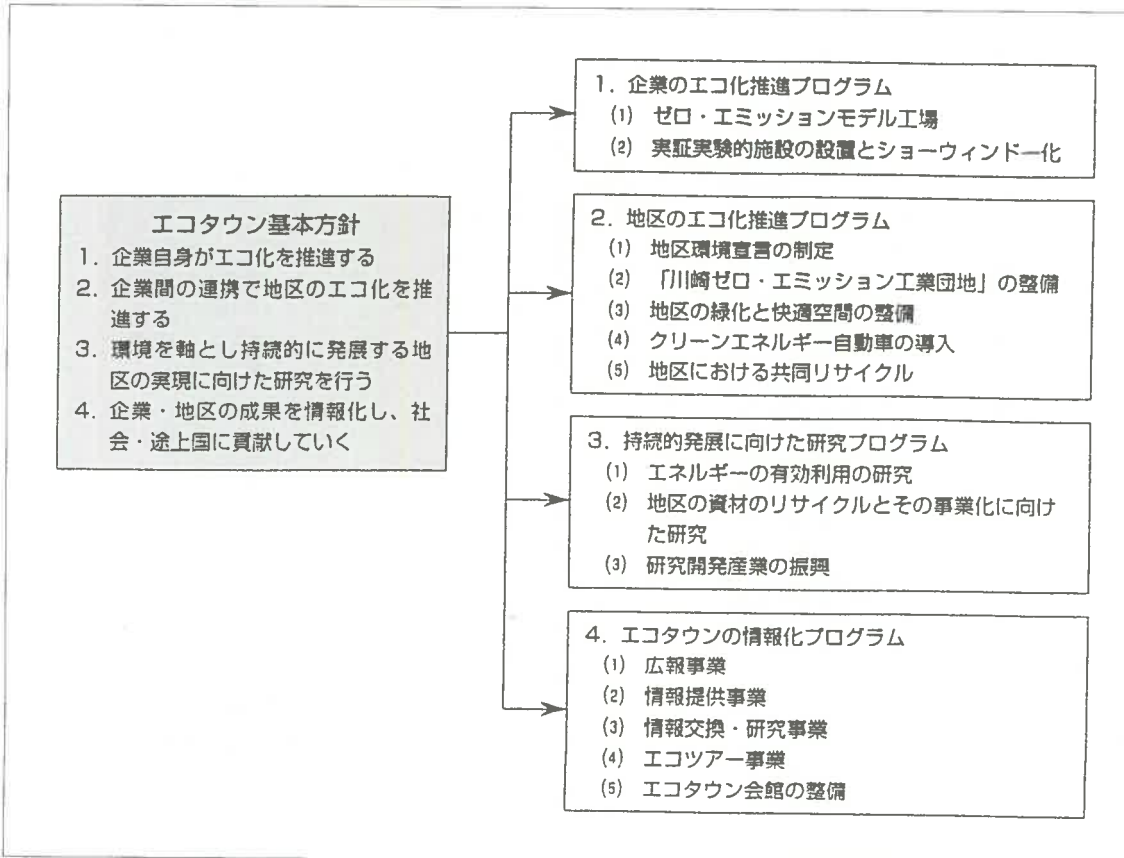 エコタウン基本方針
1. 企業自身がエコ化を推進する
2. 企業間の連携で地区のエコ化を推
進する
3. 環境を軸とし持続的に発展する地
区の実現に向けた研究を行う
4. 企業・地区の成果を情報化し、社
会・途上国に貢献していく
1. 企業のエコ化推進プログラム
(1) ゼロ・エミッションモデル工場
(2) 実証実験的施設の設置とショーウィンドー化
2. 地区のエコ化推進プログラム
(1) 地区環境宣言の制定
(2) 「川崎ゼロ・エミッション工業団地」の整備
(3) 地区の緑化と快適空間の整備
(4) クリーンエネルギー自動車の導入
(5) 地区における共同リサイクル
3. 持続的発展に向けた研究プログラム
(1) エネルギーの有効利用の研究
(2) 地区の資材のリサイクルとその事業化に向け
た研究
(3) 研究開発産業の振興
4. エコタウンの情報化プログラム
(1) 広報事業
(2) 情報提供事業
(3) 情報交換・研究事業
(4) エコツアー事業
(5) エコタウン会館の整備